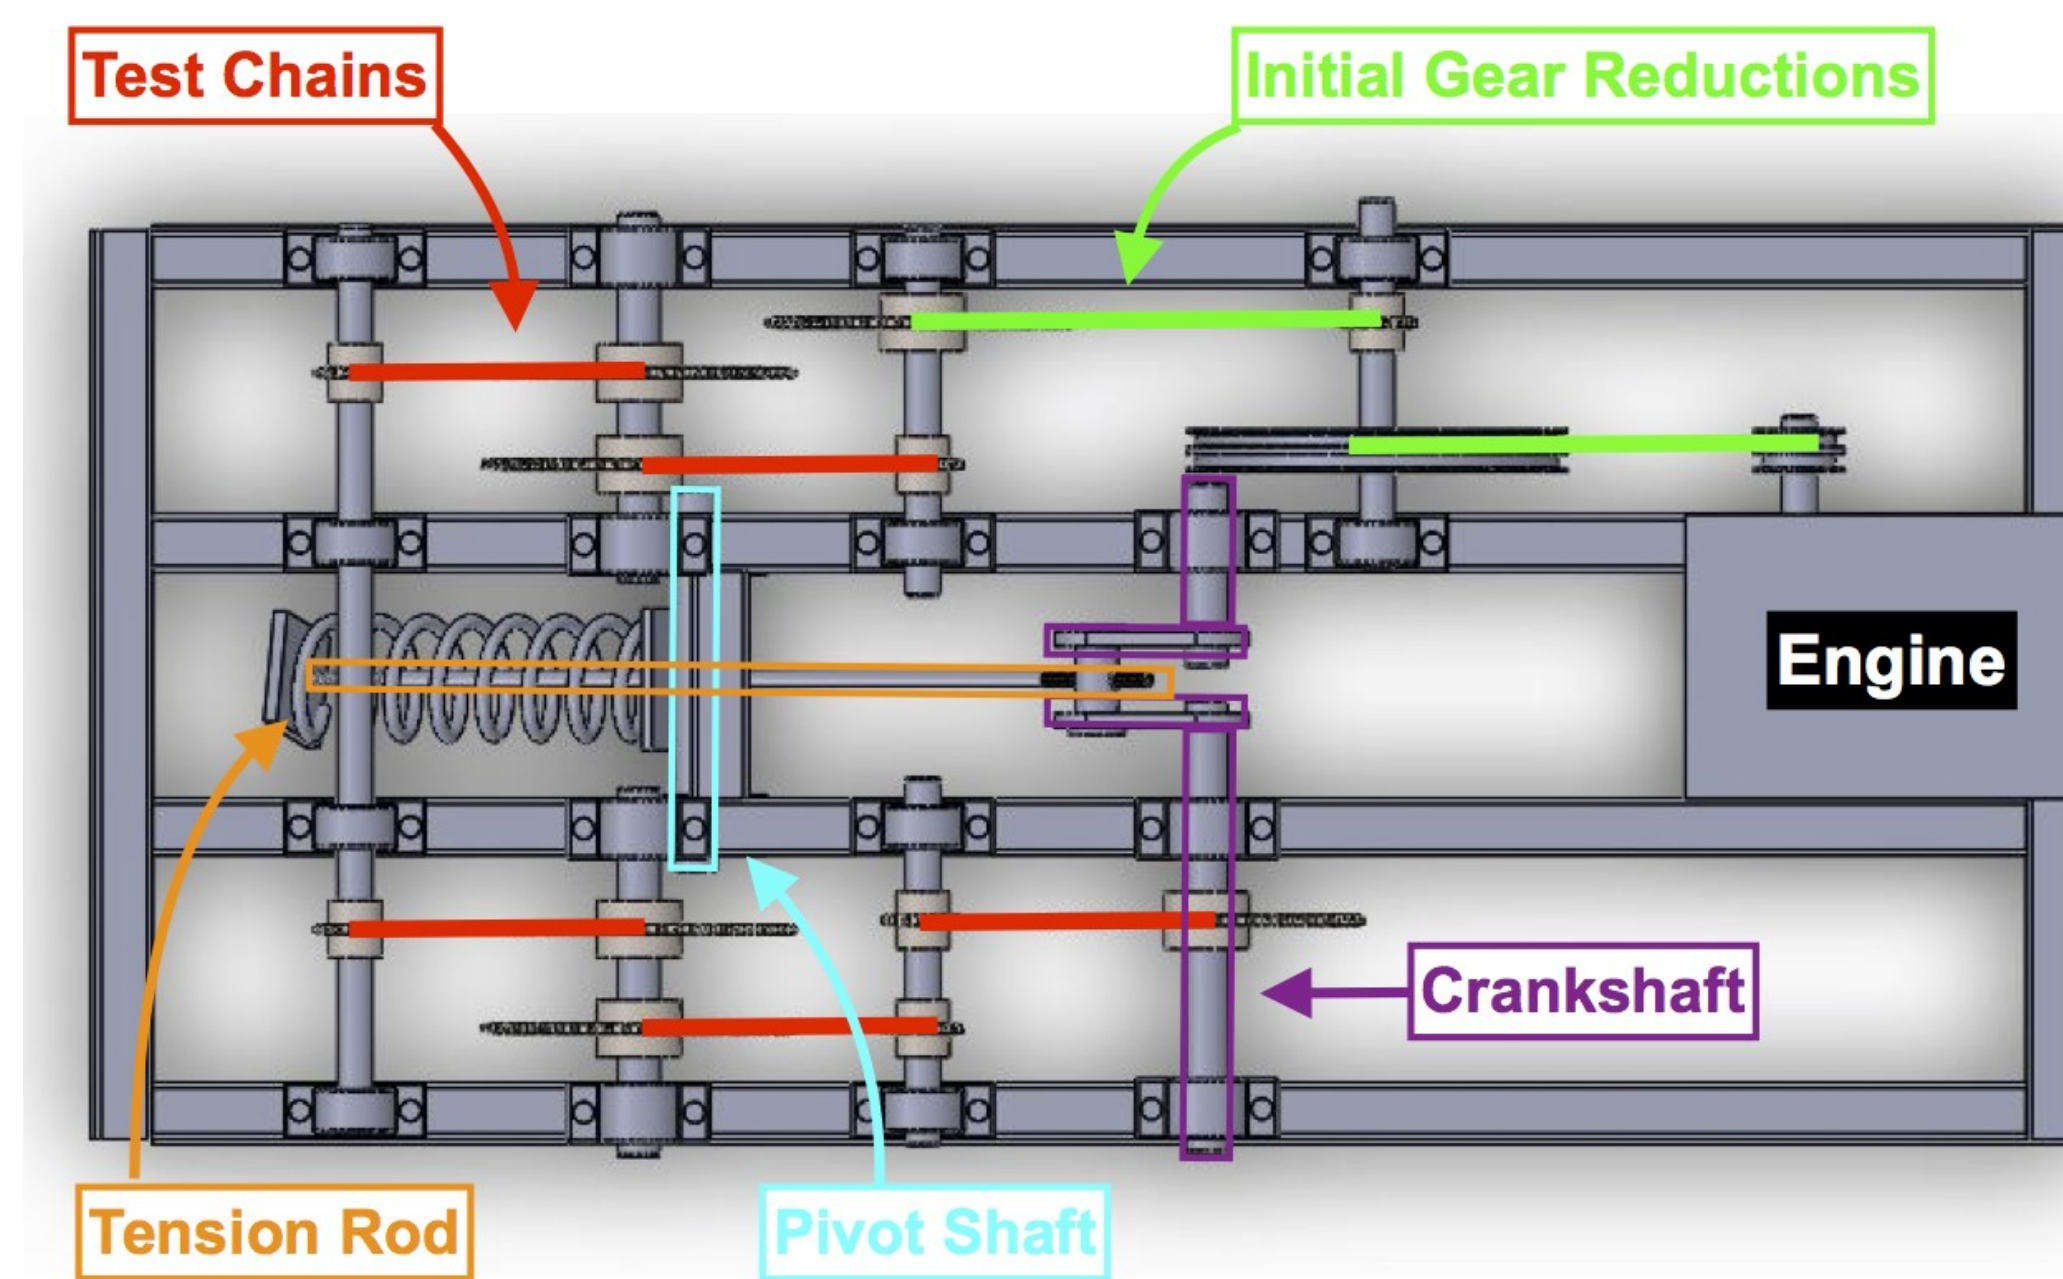 Test Chains
Initial Gear Reductions
Engine
Crankshaft
Tension Rod
Pivot Shaft